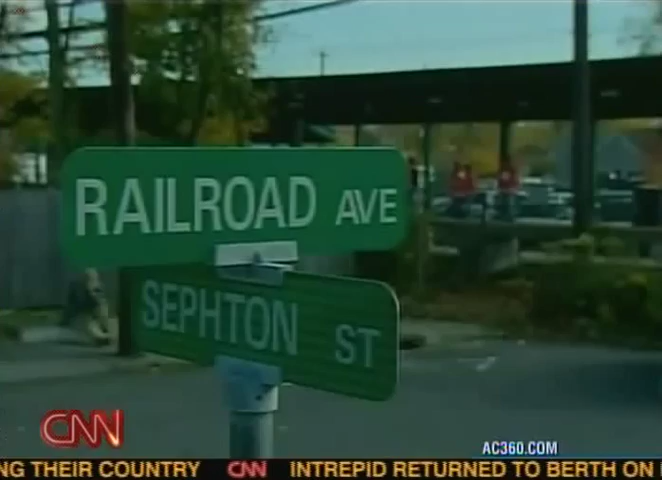 RAILROAD AVE
SEPHTON ST
CNN
AC360.COM
NG THEIR COUNTRY CNN INTREPID RETURNED TO BERTH ON